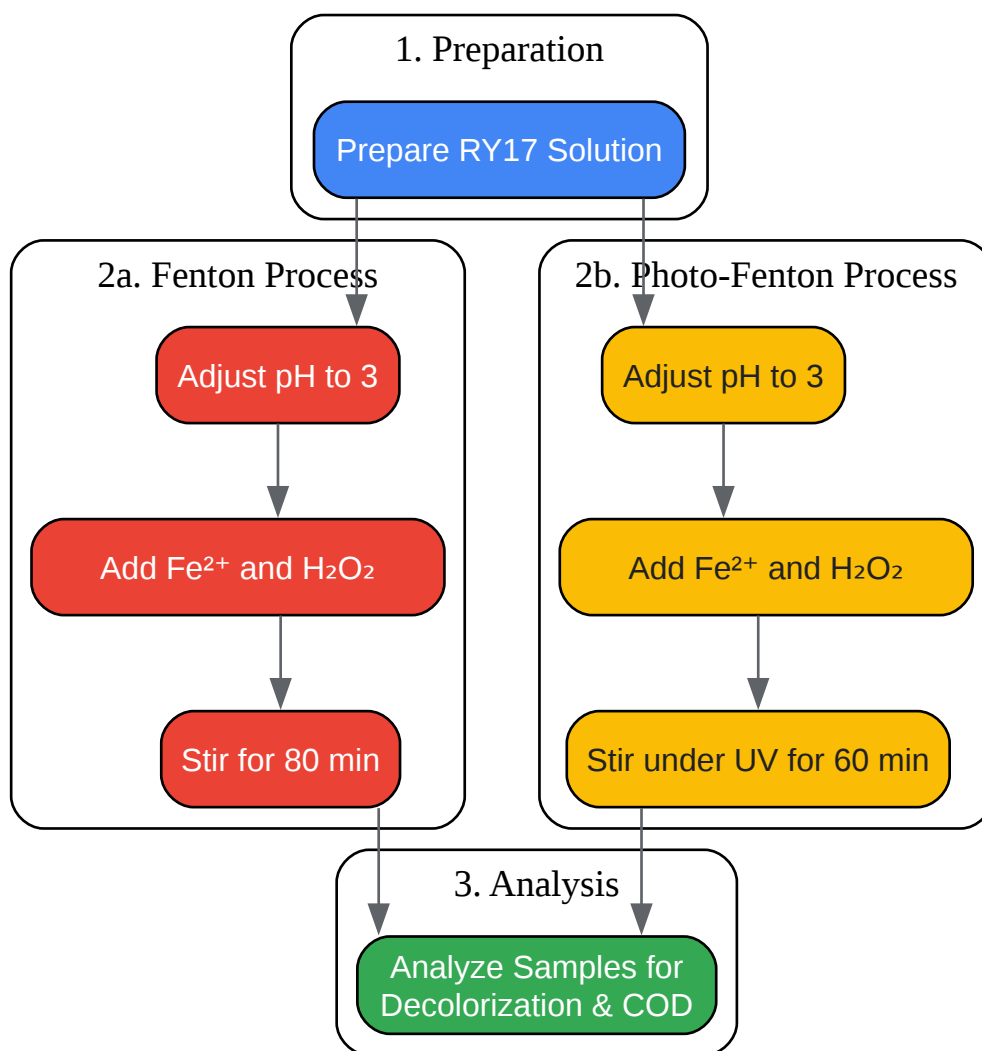 1. Preparation
Prepare RY17 Solution
2a. Fenton Process
Adjust pH to 3
Add Fe²⁺ and H₂O₂
Stir for 80 min
2b. Photo-Fenton Process
Adjust pH to 3
Add Fe²⁺ and H₂O₂
Stir under UV for 60 min
3. Analysis
Analyze Samples for
Decolorization & COD